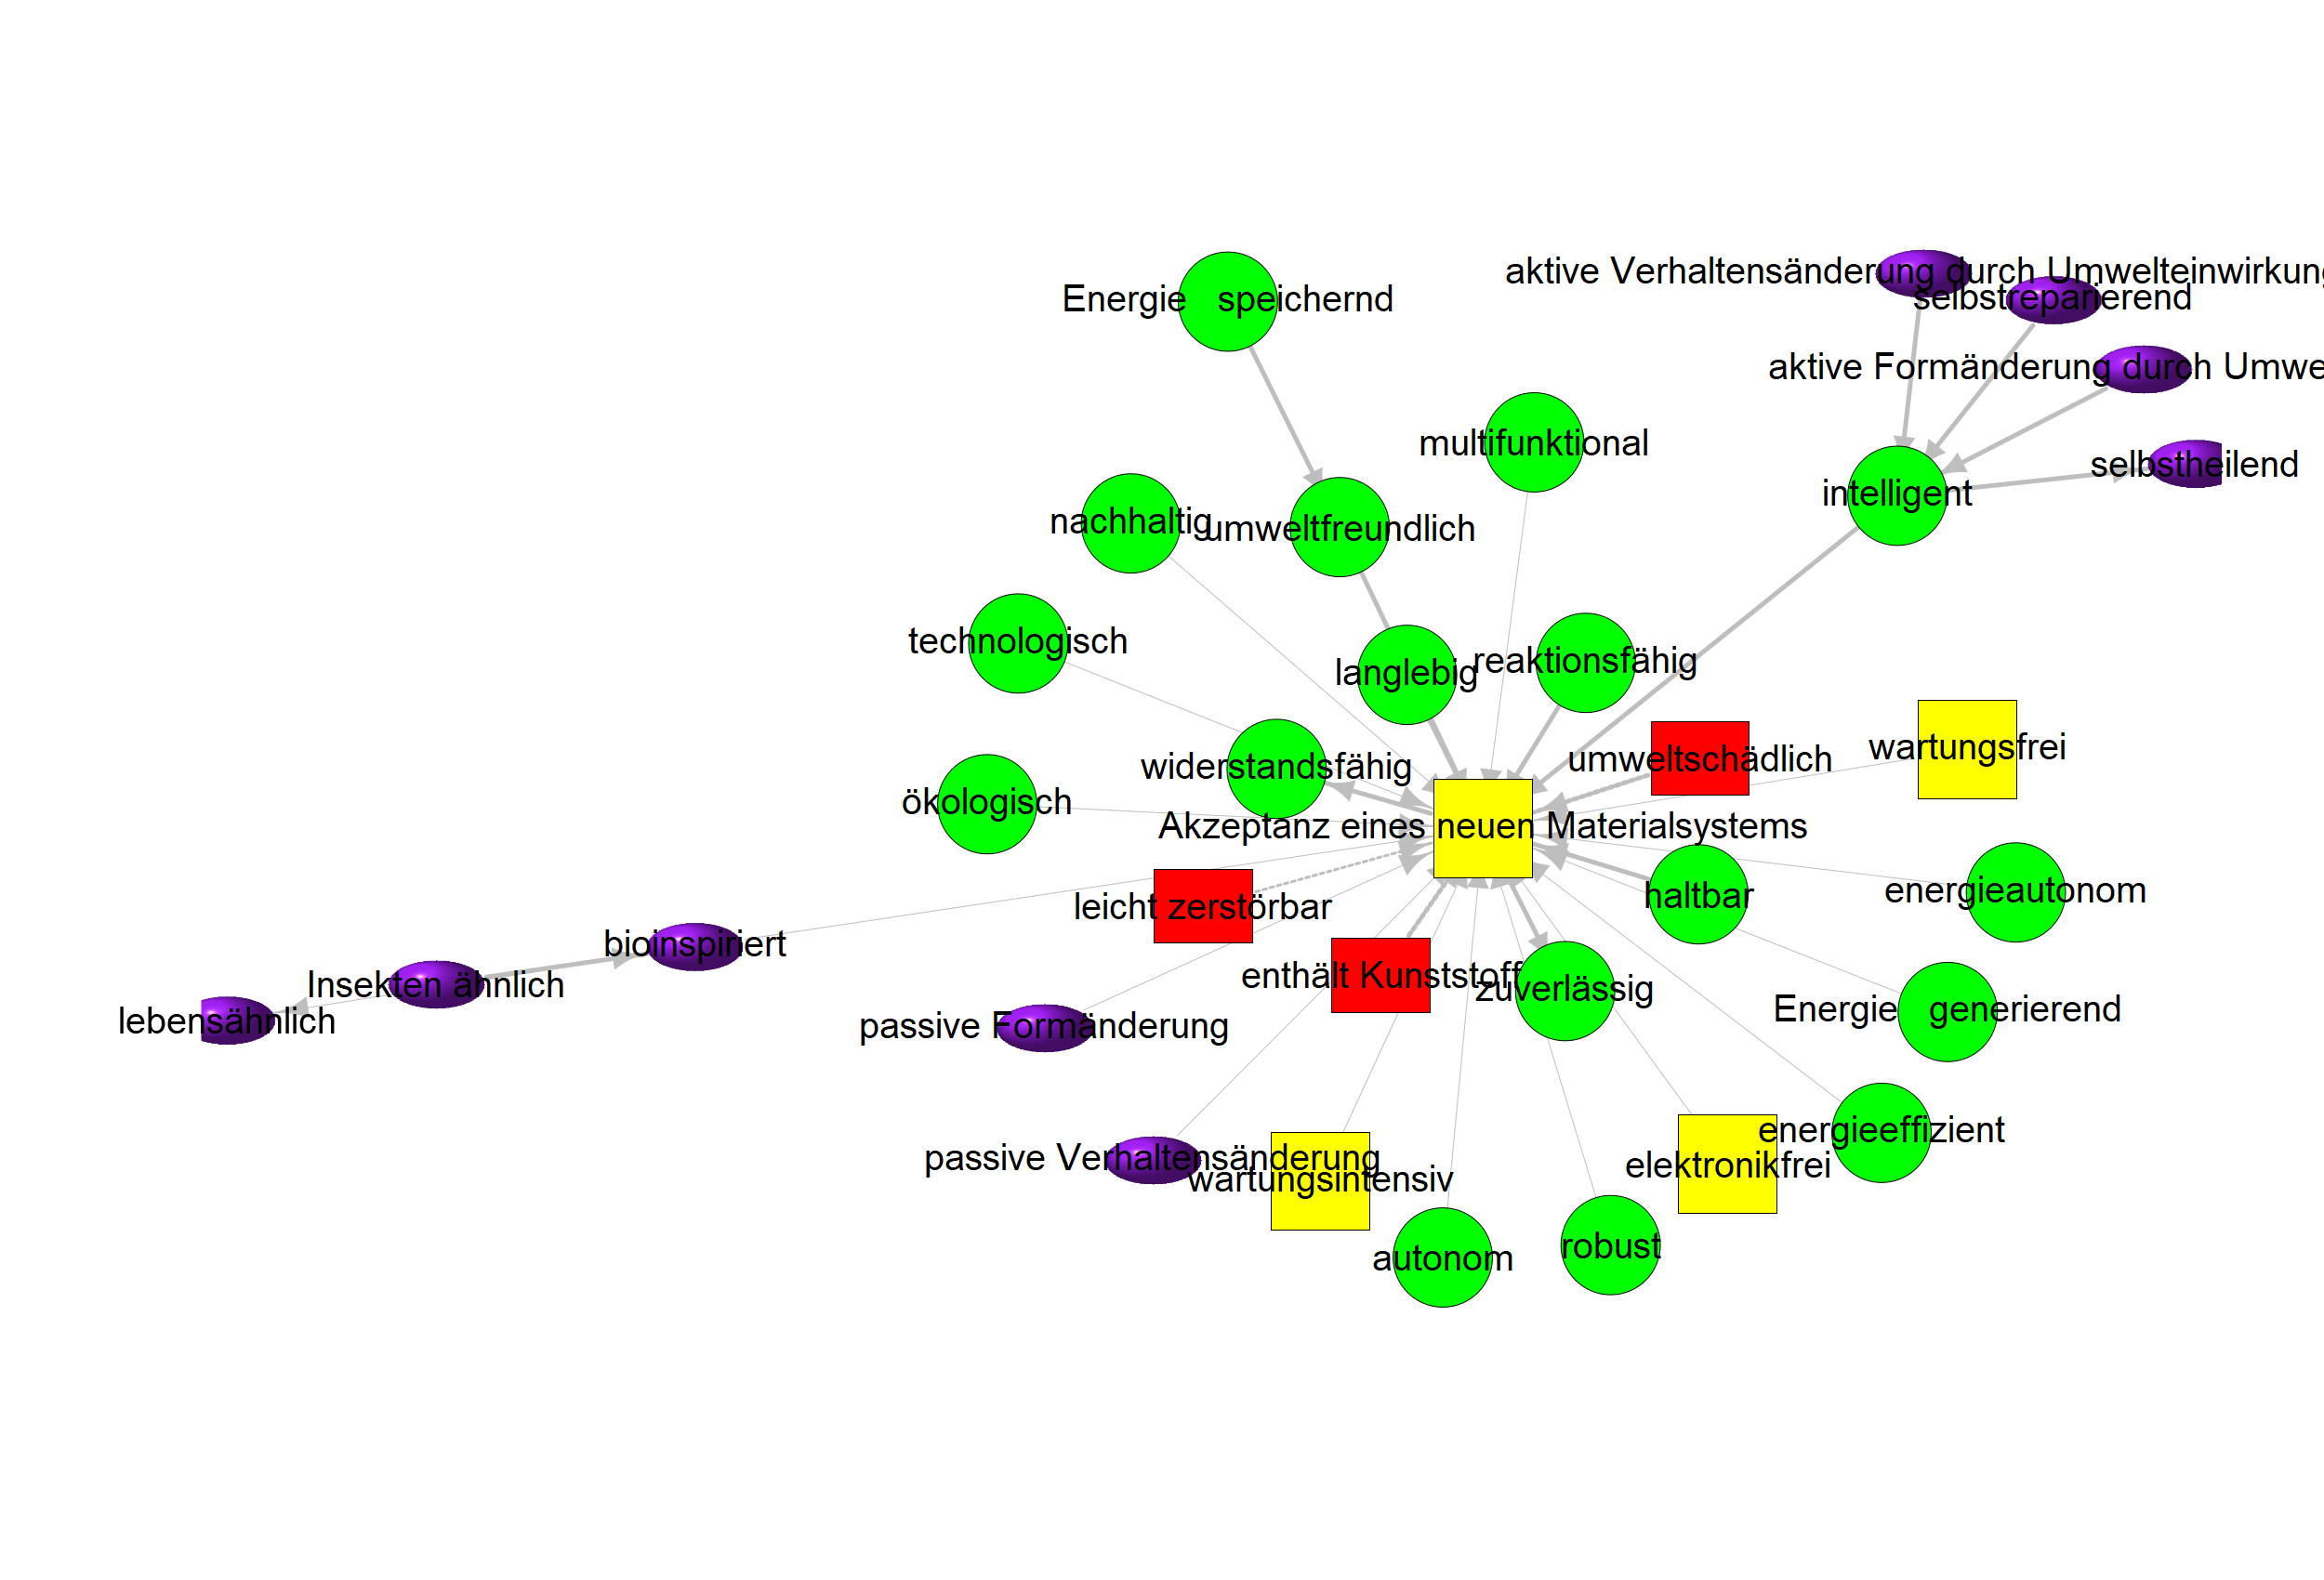 aktive Verhaltensänderung durch Umwelteinwirkung
selbstreparierend
Energie speichernd
aktive Formänderung durch Umwe
multifunktional
selbstheilend
intelligent
nachhaltig
umweltfreundlich
technologisch
langlebig
reaktionsfähig
wartungsfrei
umweltschädlich
widerstandsfähig
ökologisch
Akzeptanz eines neuen Materialsystems
energieautonom
haltbar
leicht zerstörbar
bioinspiriert
enthält Kunststoff
Insekten ähnlich
zuverlässig
Energie generierend
lebensähnlich
passive Formänderung
energieeffizient
passive Verhaltensänderung
elektronikfrei
wartungsintensiv
robust
autonom